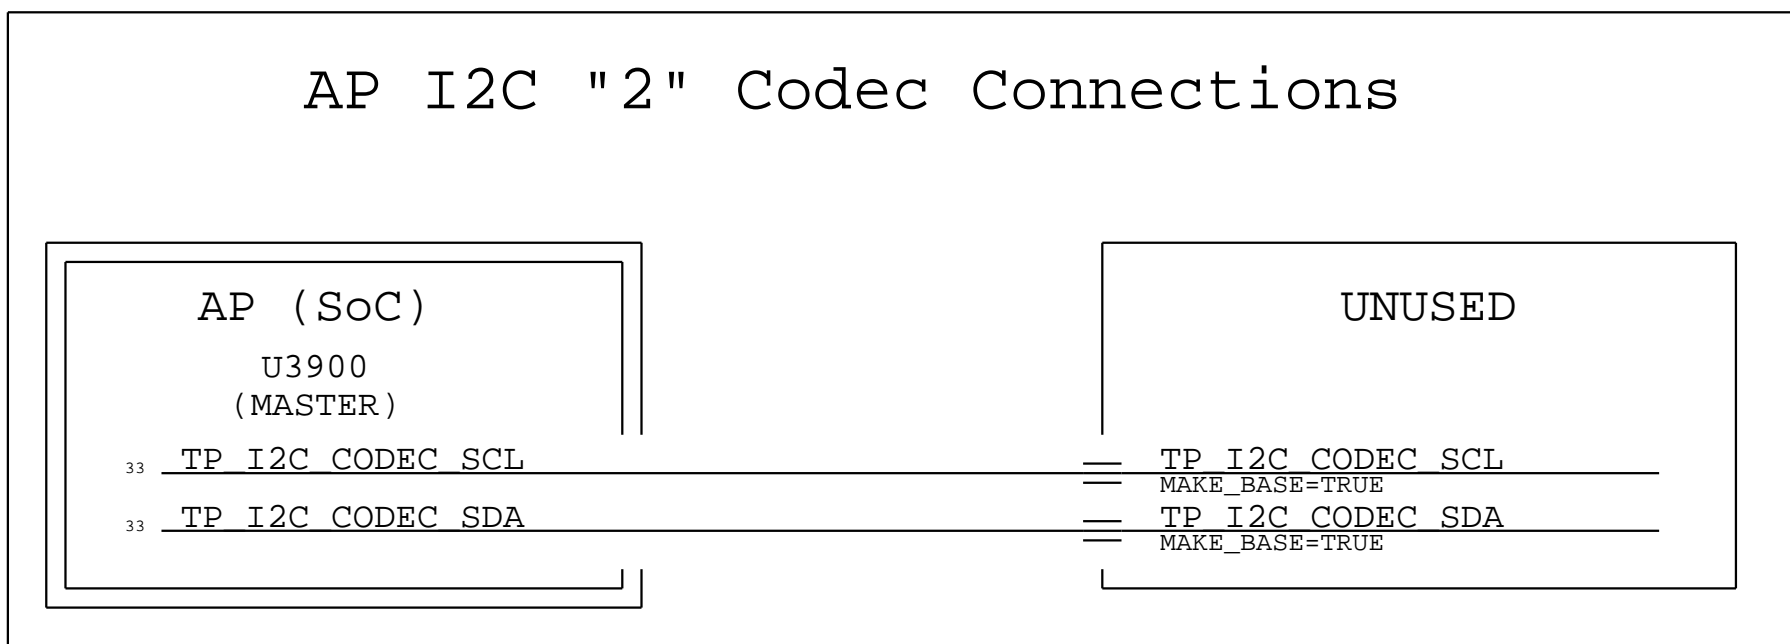 AP I2C "2" Codec Connections
AP (SoC)
U3900
(MASTER)
33 TP_I2C_CODEC_SCL
33 TP_I2C_CODEC_SDA
UNUSED
TP_I2C_CODEC_SCL
MAKE_BASE=TRUE
TP_I2C_CODEC_SDA
MAKE_BASE=TRUE